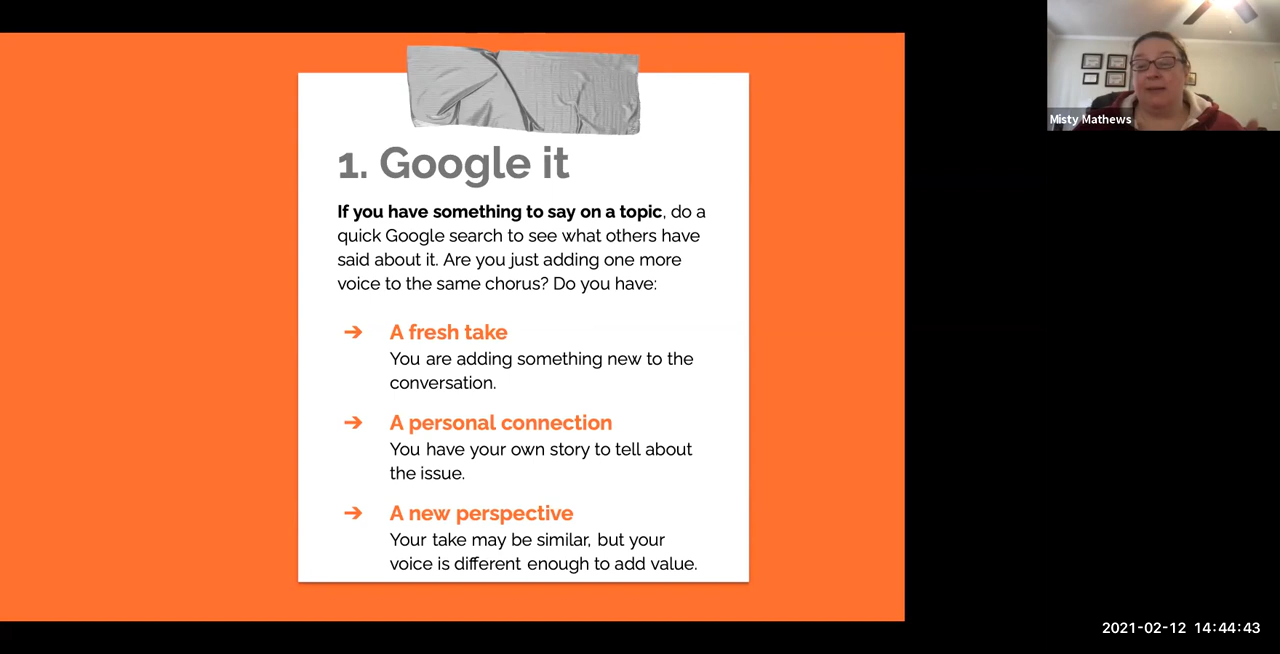 1. Google it
If you have something to say on a topic, do a
quick Google search to see what others have
said about it. Are you just adding one more
voice to the same chorus? Do you have:
➔ A fresh take
You are adding something new to the
conversation.
➔ A personal connection
You have your own story to tell about
the issue.
➔ A new perspective
Your take may be similar, but your
voice is different enough to add value.
Misty Mathews
2021-02-12 14:44:43